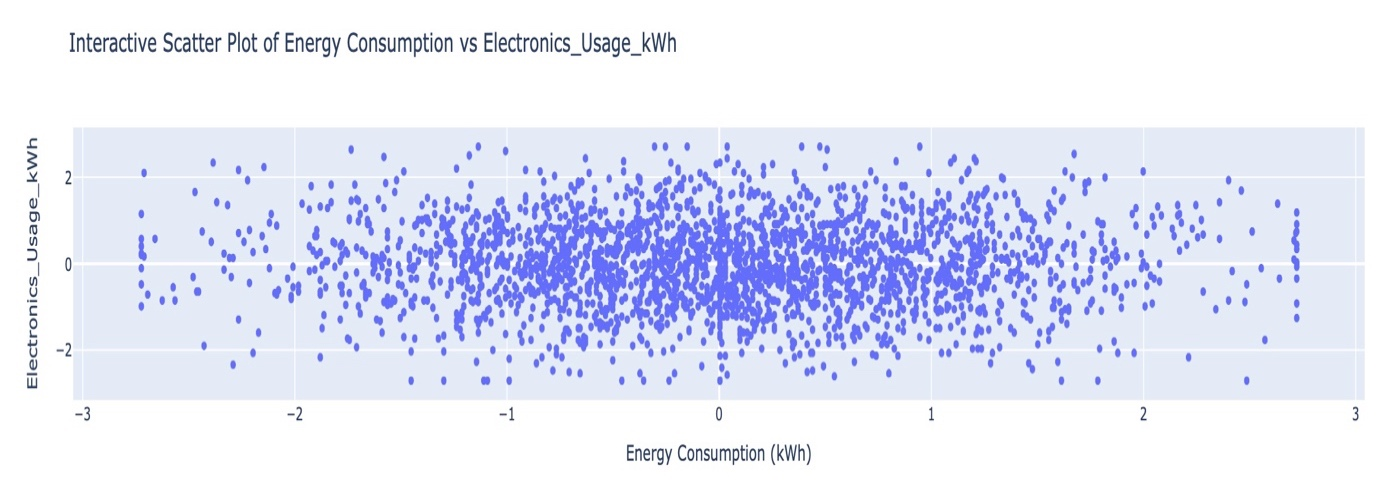 Interactive Scatter Plot of Energy Consumption vs Electronics_Usage_kWh
Electronics_Usage_kWh
2
0
−2
−3 −2 −1 0 1 2 3
Energy Consumption (kWh)